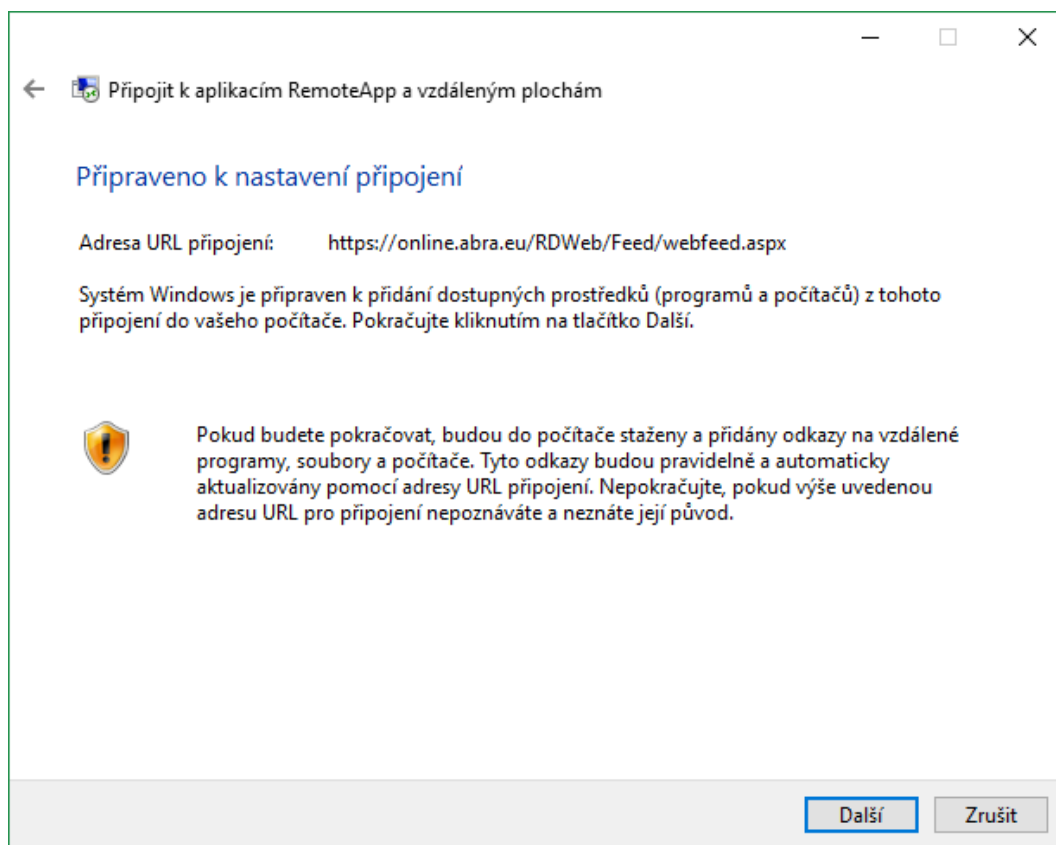 Připojit k aplikacím RemoteApp a vzdáleným plochám
Připraveno k nastavení připojení
Adresa URL připojení: https://online.abra.eu/RDWeb/Feed/webfeed.aspx
Systém Windows je připraven k přidání dostupných prostředků (programů a počítačů) z tohoto
připojení do vašeho počítače. Pokračujte kliknutím na tlačítko Další.
Pokud budete pokračovat, budou do počítače staženy a přidány odkazy na vzdálené
programy, soubory a počítače. Tyto odkazy budou pravidelně a automaticky
aktualizovány pomocí adresy URL připojení. Nepokračujte, pokud výše uvedenou
adresu URL pro připojení nepoznáváte a neznáte její původ.
Další Zrušit